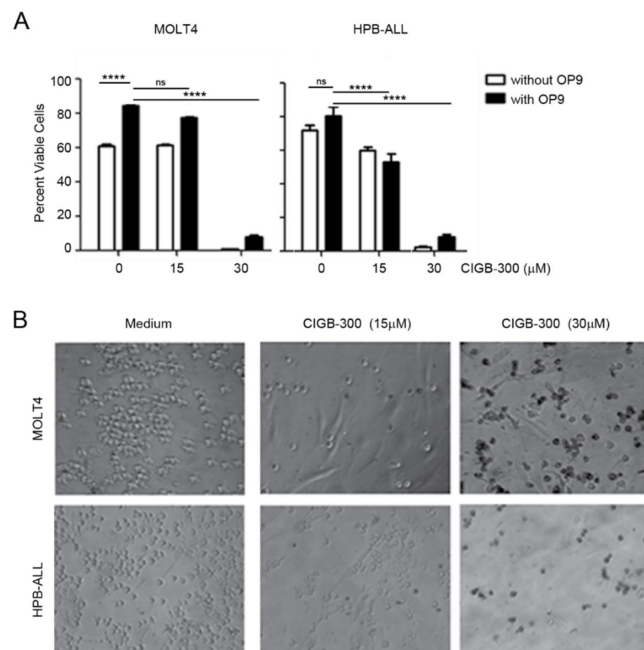 A
MOLT4
HPB-ALL
**** ns
****
ns ****
****
without OP9
with OP9
Percent Viable Cells
100
80
60
40
20
0
0 15 30 0 15 30 CIGB-300 (μM)
B
Medium CIGB-300 (15μM) CIGB-300 (30μM)
MOLT4
HPB-ALL